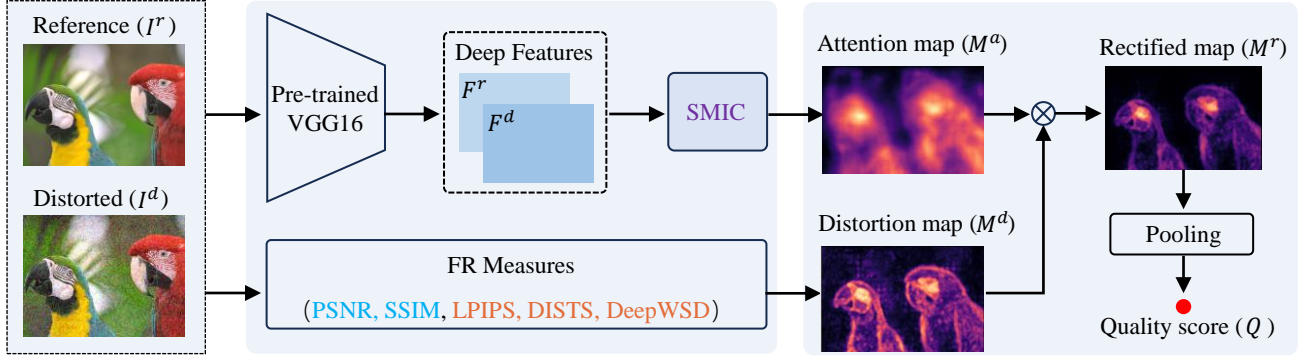 Reference (I^r)
Distorted (I^d)
Pre-trained
VGG16
Deep Features
F^r
F^d
SMIC
FR Measures
(PSNR, SSIM, LPIPS, DISTS, DeepWSD)
Attention map (M^a)
Distortion map (M^d)
Rectified map (M^r)
Pooling
Quality score (Q )